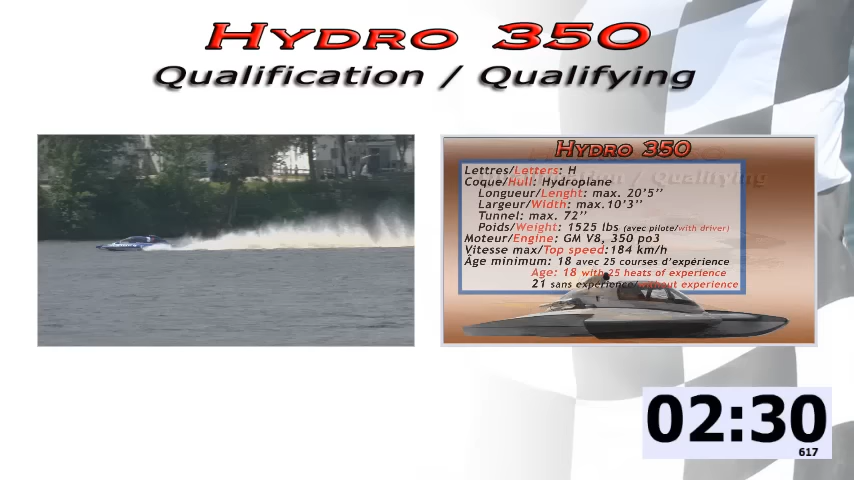 HYDRO 350
Qualification / Qualifying
HYDRO 350
Lettres/Letters: H
Coque/Hull: Hydroplane
Longueur/Lenght: max. 20'5''
Largeur/Width: max.10'3''
Tunnel: max. 72''
Poids/Weight: 1525 lbs (avec pilote/with driver)
Moteur/Engine: GM V8, 350 po3
Vitesse max/Top speed:184 km/h
Âge minimum: 18 avec 25 courses d'expérience
Age: 18 with 25 heats of experience
21 sans expérience/without experience
02:30
617